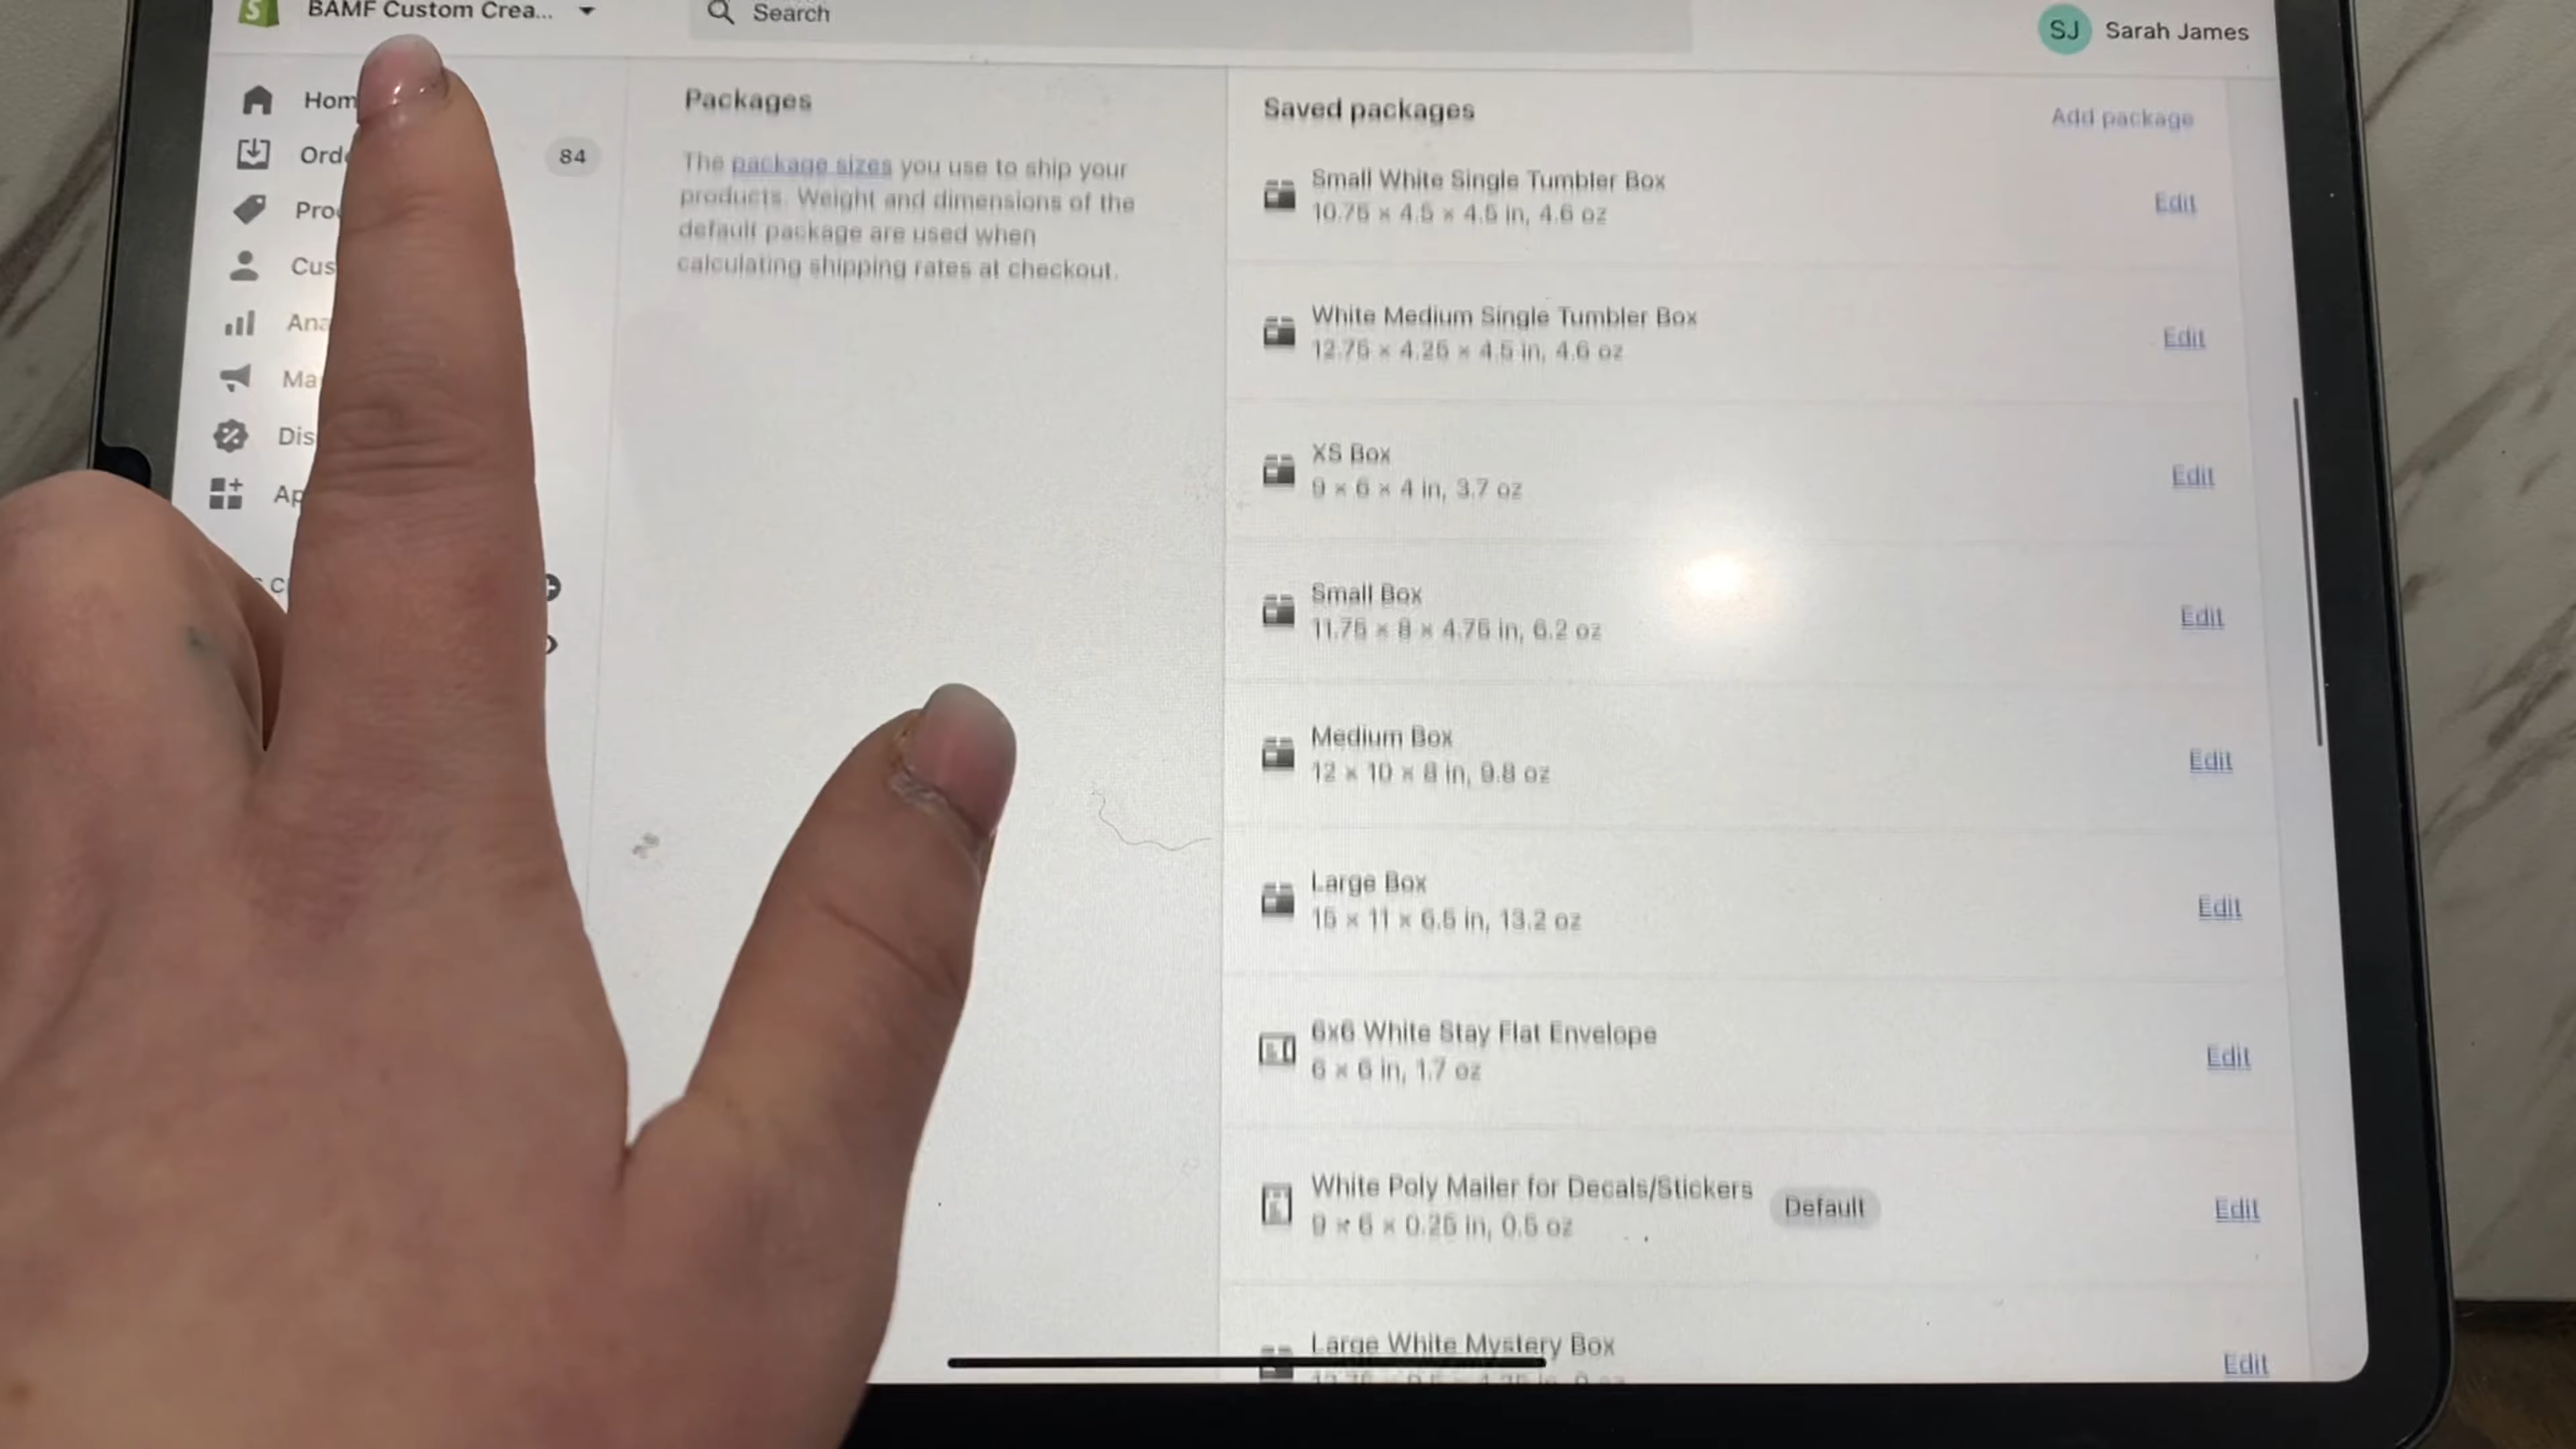 BAMF Custom Crea...
Search
SJ Sarah James
84
Packages
The package sizes you use to ship your
products. Weight and dimensions of the
default package are used when
calculating shipping rates at checkout.
Saved packages
Add package
Small White Single Tumbler Box
10.75 × 4.5 × 4.5 in, 4.6 oz
Edit
White Medium Single Tumbler Box
12.75 × 4.25 × 4.5 in, 4.6 oz
Edit
XS Box
9 × 6 × 4 in, 3.7 oz
Edit
Small Box
11.75 × 8 × 4.75 in, 6.2 oz
Edit
Medium Box
12 × 10 × 8 in, 9.8 oz
Edit
Large Box
15 × 11 × 6.5 in, 13.2 oz
Edit
6x6 White Stay Flat Envelope
6 × 6 in, 1.7 oz
Edit
White Poly Mailer for Decals/Stickers
Default
9 × 6 × 0.25 in, 0.5 oz
Edit
Large White Mystery Box
Edit